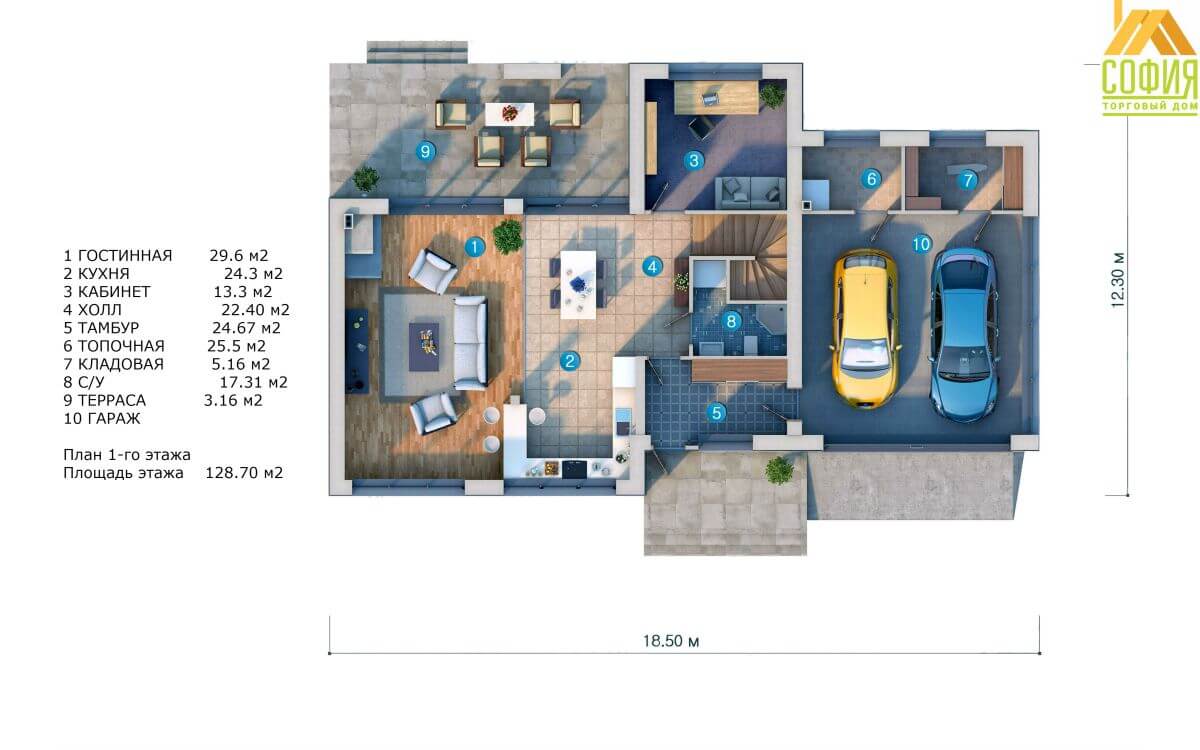 СОФИЯ
ТОРГОВЫЙ ДОМ
1 ГОСТИННАЯ 29.6 м2
2 КУХНЯ 24.3 м2
3 КАБИНЕТ 13.3 м2
4 ХОЛЛ 22.40 м2
5 ТАМБУР 24.67 м2
6 ТОПОЧНАЯ 25.5 м2
7 КЛАДОВАЯ 5.16 м2
8 С/У 17.31 м2
9 ТЕРРАСА 3.16 м2
10 ГАРАЖ
План 1-го этажа
Площадь этажа 128.70 м2
9
3
6
7
1
4
10
8
2
5
12.30 м
18.50 м